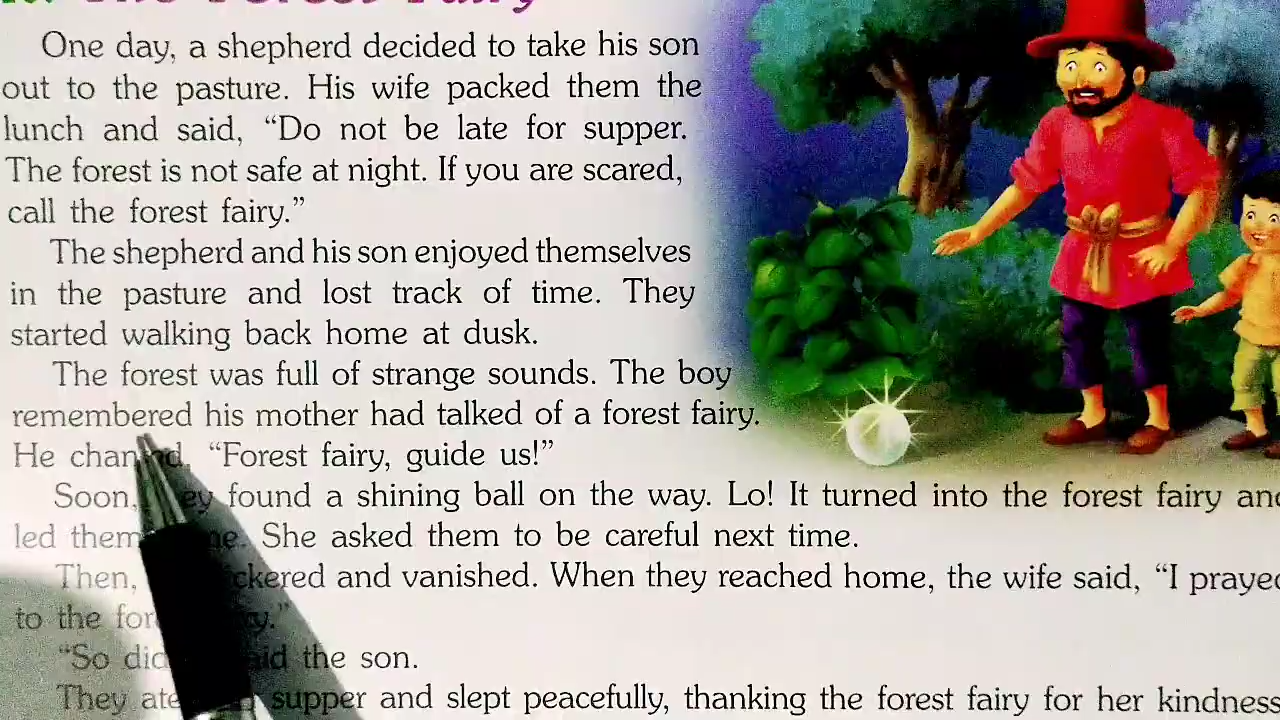 The Forest Fairy
One day, a shepherd decided to take his son
out to the pasture. His wife packed them the
lunch and said, “Do not be late for supper.
The forest is not safe at night. If you are scared,
call the forest fairy.”
The shepherd and his son enjoyed themselves
in the pasture and lost track of time. They
started walking back home at dusk.
The forest was full of strange sounds. The boy
remembered his mother had talked of a forest fairy.
He “Forest fairy, guide us!”
Soon, found a shining ball on the way. Lo! It turned into the forest fairy
led She asked them to be careful next time.
Then, and vanished. When they reached home, the wife said, “I
to the
“So the son.
They supper and slept peacefully, thanking the forest fairy for her kindness